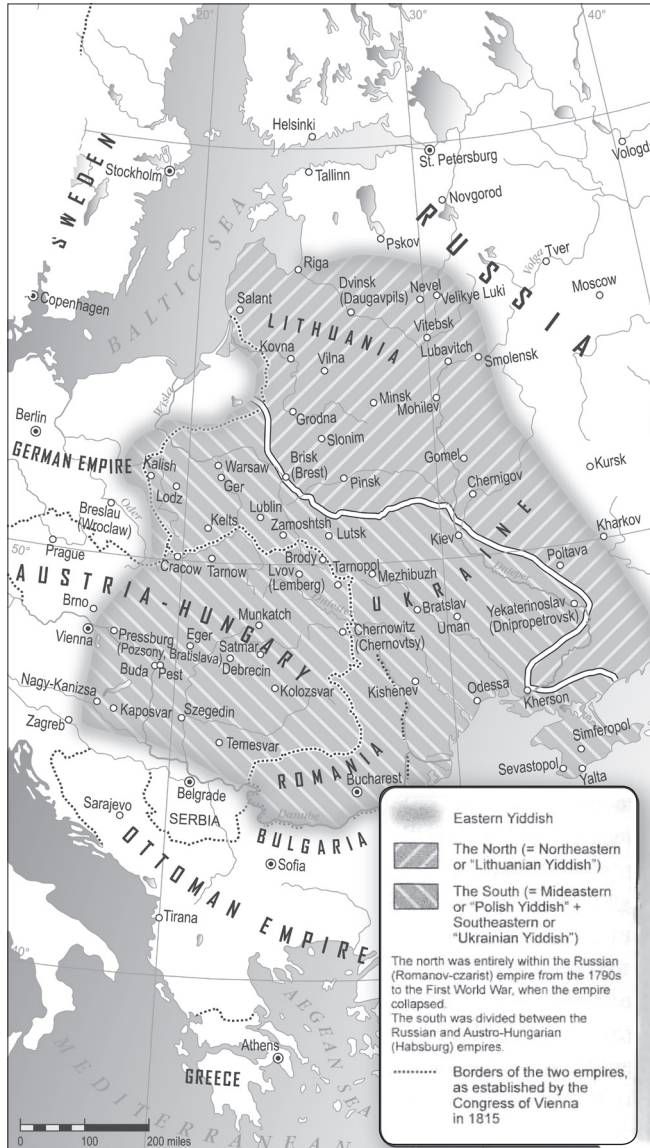 20°
30°
40°
Helsinki
Vologd
SWEDEN
Stockholm
St. Petersburg
Tallinn
Novgorod
BALTIC SEA
RUSSIA
Pskov
Volga
Tver
Riga
Copenhagen
Dvinsk
(Daugavpils)
Nevel
Velikye Luki
Moscow
Salant
LITHUANIA
Vitebsk
Kovna
Vilna
Lubavitch
Smolensk
Wista
Minsk
Mohilev
Berlin
Grodna
Slonim
GERMAN EMPIRE
Kalish
Warsaw
Ger
Brisk
(Brest)
Pinsk
Gomel
Kursk
Chernigov
Lodz
Breslau
(Wroclaw)
Oder
Lublin
Kelts
Zamoshtsh
Lutsk
Kiev
UKRAINE
Kharkov
50°
Prague
Cracow
Tarnow
Brody
Tarnopol
Lvov
(Lemberg)
Mezhibuzh
Dnieper
Poltava
AUSTRIA-HUNGARY
Brno
Munkatch
Dniester
Bratslav
Uman
Yekaterinoslav
(Dnipropetrovsk)
Vienna
Pressburg
(Pozsony, Bratislava)
Eger
Satmar
Chernowitz
(Chernovtsy)
Buda
Pest
Debrecin
Kolozsvar
Kishenev
Odessa
Kherson
Nagy-Kanizsa
Kaposvar
Szegedin
Zagreb
Temesvar
Simferopol
ROMANIA
Sevastopol
Yalta
Belgrade
Bucharest
Sarajevo
SERBIA
Danube
BULGARIA
OTTOMAN EMPIRE
Sofia
Tirana
40°
AEGEAN SEA
Athens
GREECE
MEDITERRANEAN
0
100
200 miles
Eastern Yiddish
The North (= Northeastern
or “Lithuanian Yiddish”)
The South (= Mideastern
or “Polish Yiddish” +
Southeastern or
“Ukrainian Yiddish”)
The north was entirely within the Russian
(Romanov-czarist) empire from the 1790s
to the First World War, when the empire
collapsed.
The south was divided between the
Russian and Austro-Hungarian
(Habsburg) empires.
Borders of the two empires,
as established by the
Congress of Vienna
in 1815